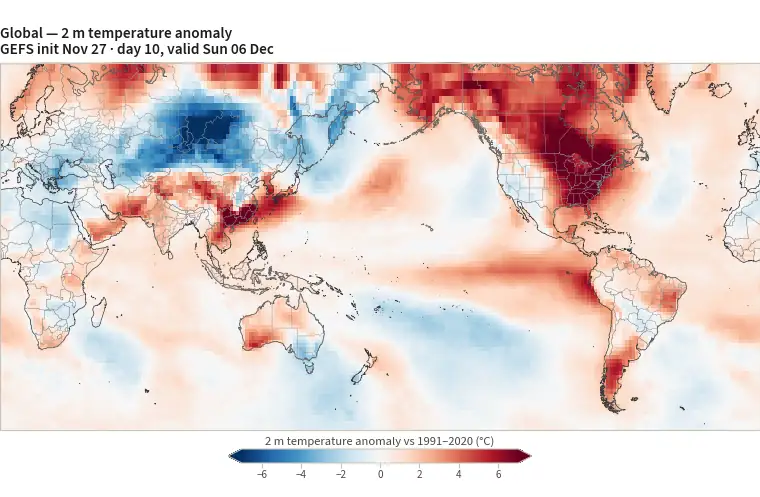 Global — 2 m temperature anomaly
GEFS init Nov 27 · day 10, valid Sun 06 Dec
2 m temperature anomaly vs 1991–2020 (°C)
−6 −4 −2 0 2 4 6